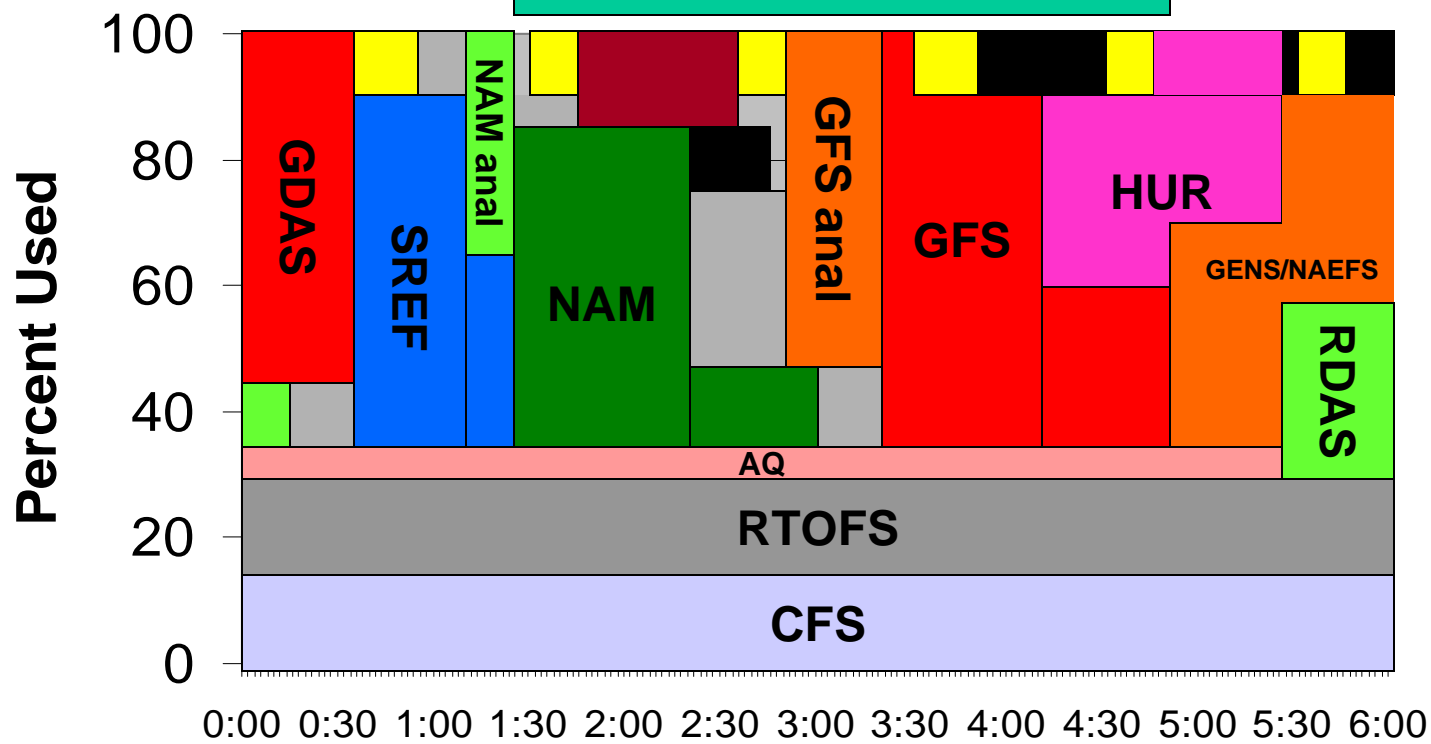 Percent Used
100
80
60
40
20
0
GDAS
SREF
NAM anal
NAM
GFS anal
GFS
HUR
GENS/NAEFS
RDAS
AQ
RTOFS
CFS
0:00 0:30 1:00 1:30 2:00 2:30 3:00 3:30 4:00 4:30 5:00 5:30 6:00